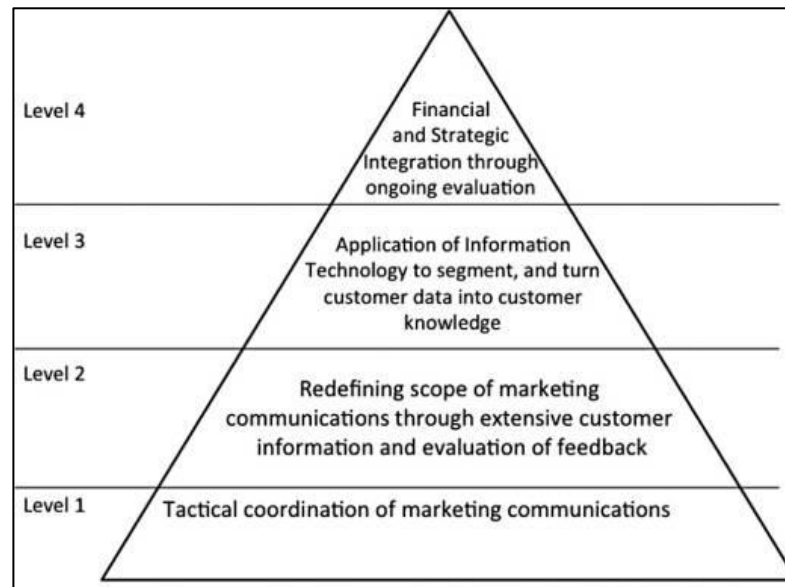 Level 4
Financial
and Strategic
Integration through
ongoing evaluation
Level 3
Application of Information
Technology to segment, and turn
customer data into customer
knowledge
Level 2
Redefining scope of marketing
communications through extensive customer
information and evaluation of feedback
Level 1
Tactical coordination of marketing communications